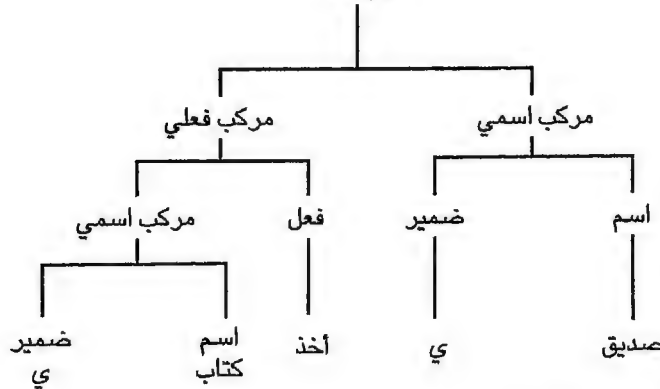 مركب اسمي مركب فعلي
اسم ضمير فعل مركب اسمي
صديق ي أخذ اسم ضمير
كتاب ي